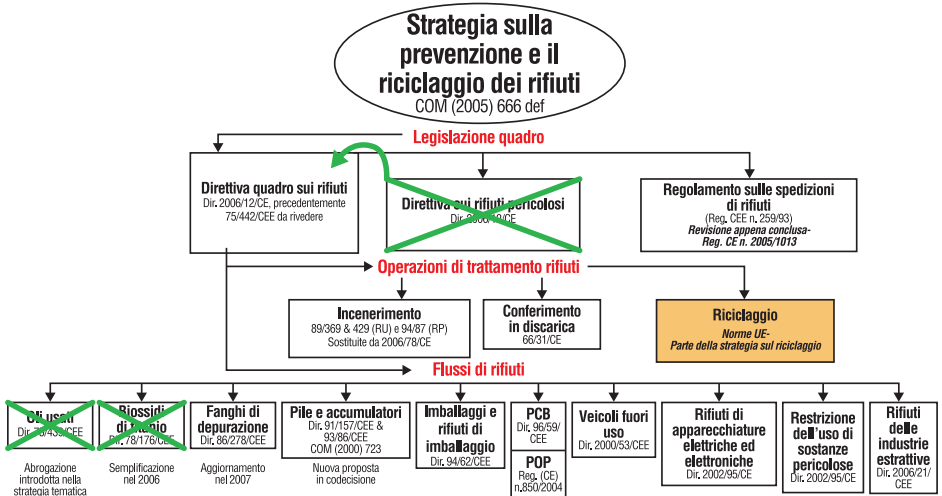 Strategia sulla
prevenzione e il
riciclaggio dei rifiuti
COM (2005) 666 def
Legislazione quadro
Direttiva quadro sui rifiuti
Dir. 2006/12/CE, precedentemente
75/442/CEE da rivedere
Direttiva sui rifiuti pericolosi
Dir. 2006/12/CE
Regolamento sulle spedizioni
di rifiuti
(Reg. CEE n. 259/93)
Revisione appena conclusa-
Reg. CE n. 2005/1013
Operazioni di trattamento rifiuti
Incenerimento
89/369 & 429 (RU) e 94/87 (RP)
Sostituite da 2006/78/CE
Conferimento
in discarica
66/31/CE
Riciclaggio
Norme UE-
Parte della strategia sul riciclaggio
Flussi di rifiuti
Oli usati
Dir. 75/439/CEE
Abrogazione
introdotta nella
strategia tematica
Biossidi
di titanio
Dir. 78/176/CEE
Semplificazione
nel 2006
Fanghi di
depurazione
Dir. 86/278/CEE
Aggiornamento
nel 2007
Pile e accumulatori
Dir. 91/157/CEE &
93/86/CEE
COM (2000) 723
Nuova proposta
in codecisione
Imballaggi e
rifiuti di
imballaggio
Dir. 94/62/CEE
PCB
Dir. 96/59/
CEE
POP
Reg. (CE)
n.850/2004
Veicoli fuori
uso
Dir. 2000/53/CEE
Rifiuti di
apparecchiature
elettriche ed
elettroniche
Dir. 2002/95/CE
Restrizione
dell'uso di
sostanze
pericolose
Dir. 2002/95/CE
Rifiuti
delle
industrie
estrattive
Dir. 2006/21/
CEE